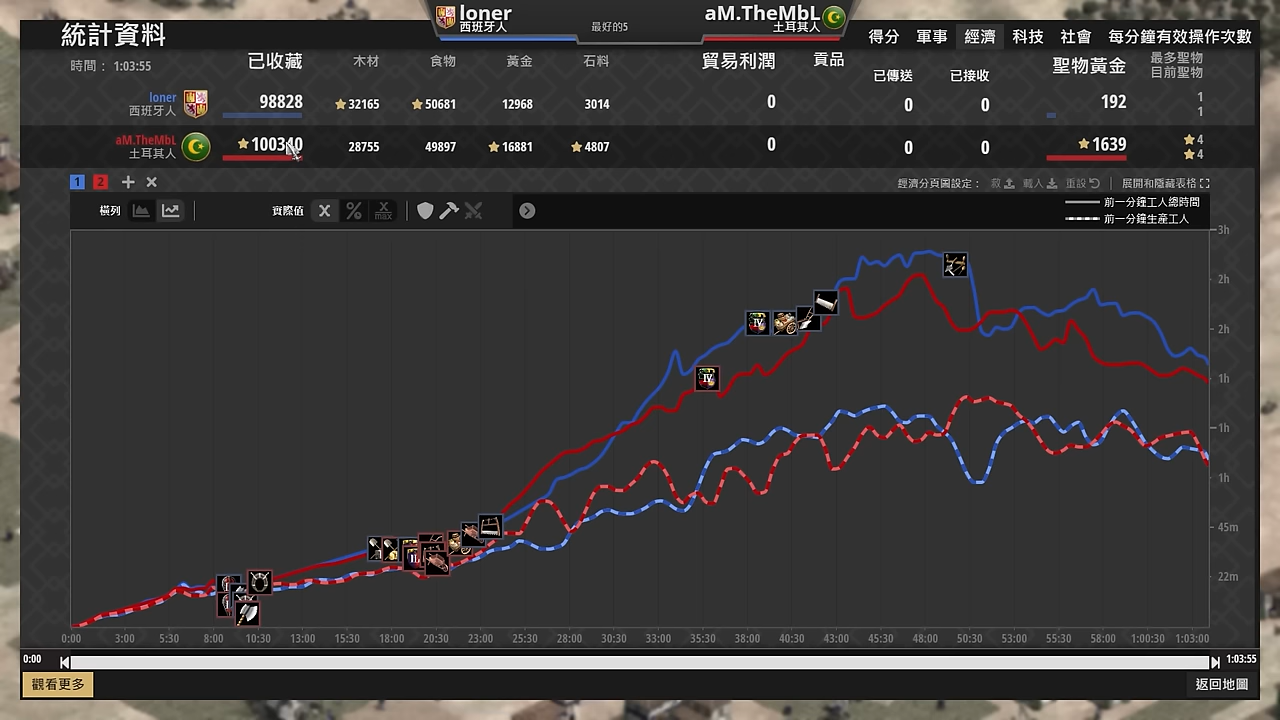 loner
西班牙人
最好的5
aM.TheMbL
土耳其人
統計資料
得分 軍事 經濟 科技 社會 每分鐘有效操作次數
時間： 1:03:55
已收藏 木材 食物 黃金 石料 貿易利潤 貢品 已傳送 已接收 聖物黃金 最多聖物
目前聖物
loner
西班牙人
98828 32165 50681 12968 3014 0 0 0 192 1
1
aM.TheMbL
土耳其人
100340 28755 49897 16881 4807 0 0 0 1639 4
4
1 2
經濟分頁圖設定： 救 載入 重設 展開和隱藏表格
橫列 實際值 X % X max
前一分鐘工人總時間
前一分鐘生產工人
3h
2h
2h
1h
1h
1h
45m
22m
IV
IV
0:00 3:00 5:30 8:00 10:30 13:00 15:30 18:00 20:30 23:00 25:30 28:00 30:30 33:00 35:30 38:00 40:30 43:00 45:30 48:00 50:30 53:00 55:30 58:00 1:00:30 1:03:00
0:00 1:03:55
觀看更多 返回地圖